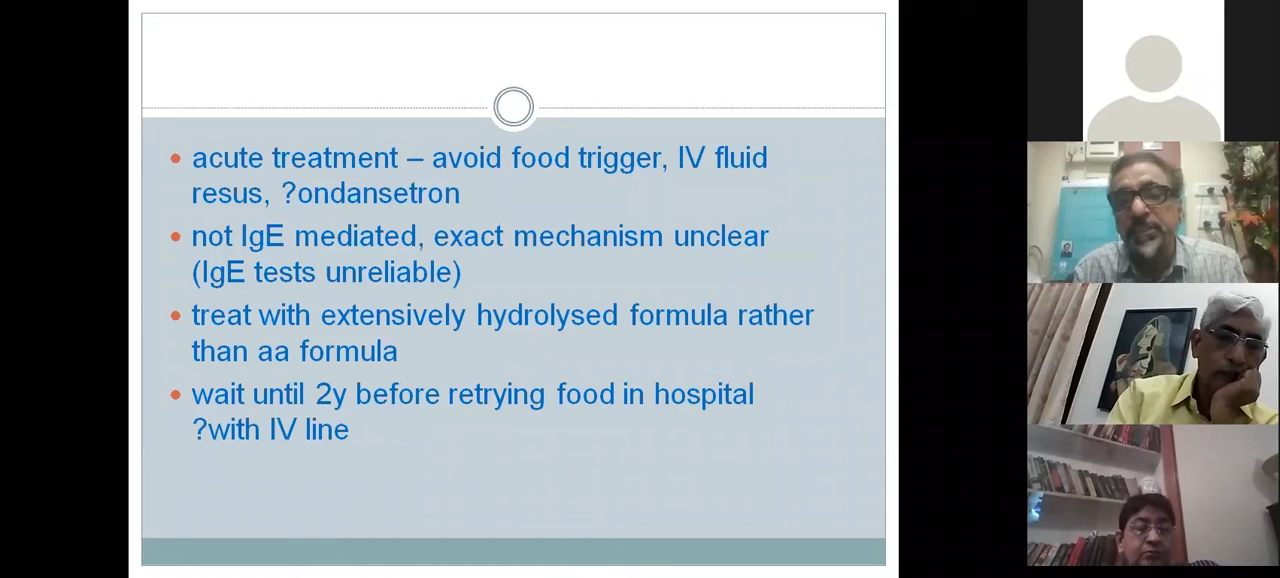 acute treatment – avoid food trigger, IV fluid
resus, ?ondansetron
not IgE mediated, exact mechanism unclear
(IgE tests unreliable)
treat with extensively hydrolysed formula rather
than aa formula
wait until 2y before retrying food in hospital
?with IV line